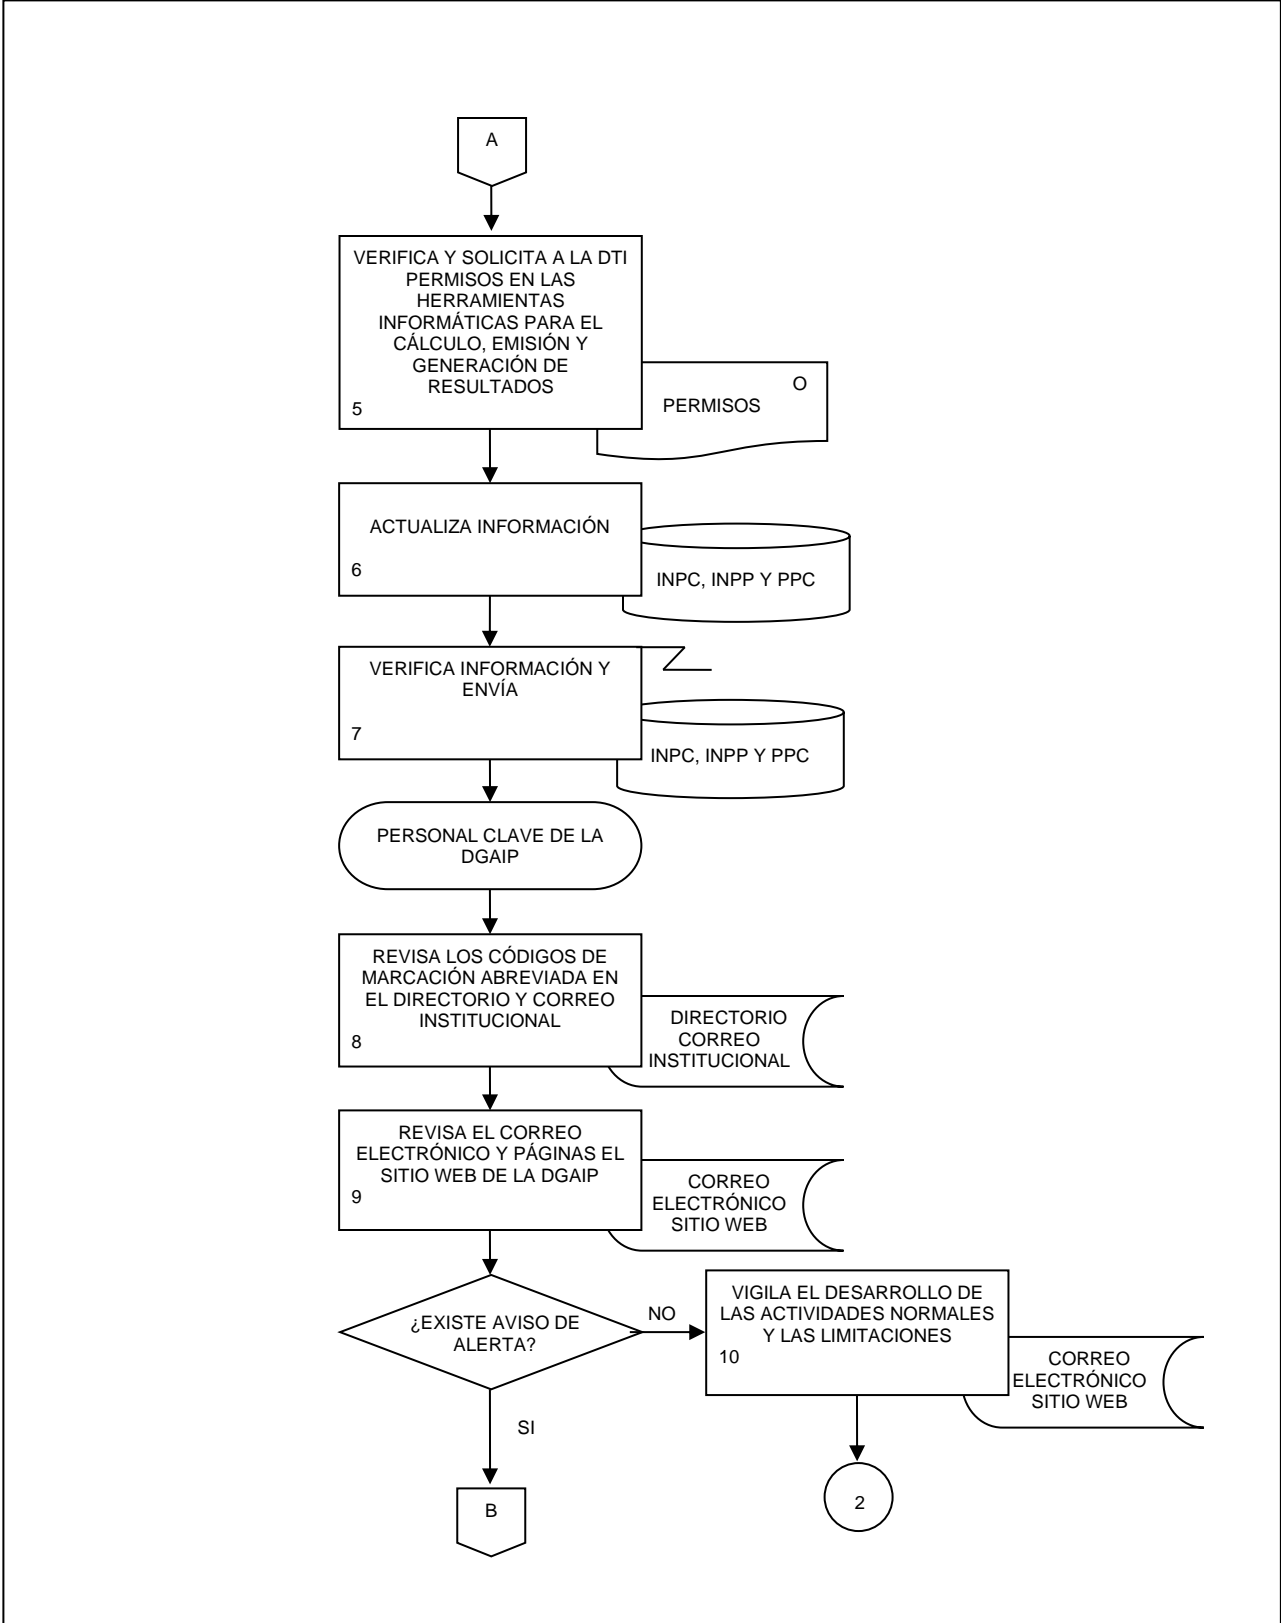 A
VERIFICA Y SOLICITA A LA DTI
PERMISOS EN LAS
HERRAMIENTAS
INFORMÁTICAS PARA EL
CÁLCULO, EMISIÓN Y
GENERACIÓN DE
RESULTADOS
5
O
PERMISOS
ACTUALIZA INFORMACIÓN
6
INPC, INPP Y PPC
VERIFICA INFORMACIÓN Y
ENVÍA
7
INPC, INPP Y PPC
PERSONAL CLAVE DE LA
DGAIP
REVISA LOS CÓDIGOS DE
MARCACIÓN ABREVIADA EN
EL DIRECTORIO Y CORREO
INSTITUCIONAL
8
DIRECTORIO
CORREO
INSTITUCIONAL
REVISA EL CORREO
ELECTRÓNICO Y PÁGINAS EL
SITIO WEB DE LA DGAIP
9
CORREO
ELECTRÓNICO
SITIO WEB
¿EXISTE AVISO DE
ALERTA?
NO
VIGILA EL DESARROLLO DE
LAS ACTIVIDADES NORMALES
Y LAS LIMITACIONES
10
CORREO
ELECTRÓNICO
SITIO WEB
SI
B
2